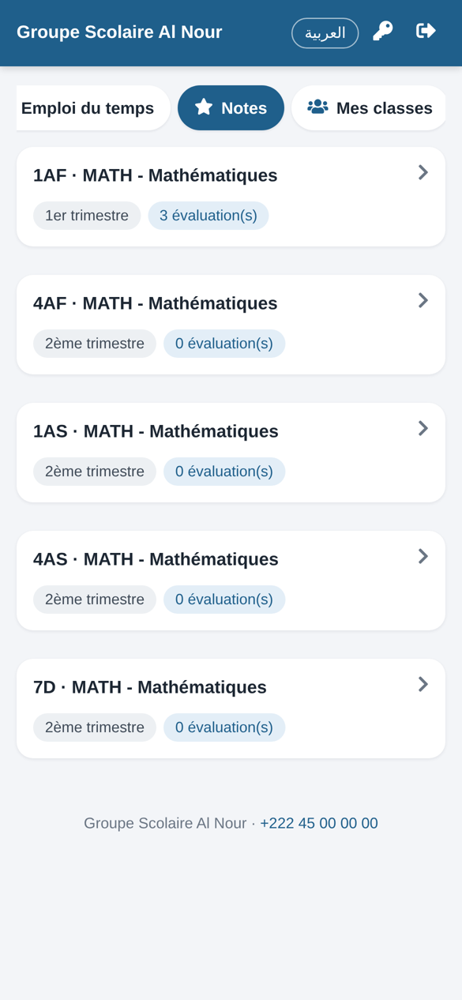 Groupe Scolaire Al Nour العربية
Emploi du temps Notes Mes classes
1AF · MATH - Mathématiques
1er trimestre 3 évaluation(s)
4AF · MATH - Mathématiques
2ème trimestre 0 évaluation(s)
1AS · MATH - Mathématiques
2ème trimestre 0 évaluation(s)
4AS · MATH - Mathématiques
2ème trimestre 0 évaluation(s)
7D · MATH - Mathématiques
2ème trimestre 0 évaluation(s)
Groupe Scolaire Al Nour · +222 45 00 00 00